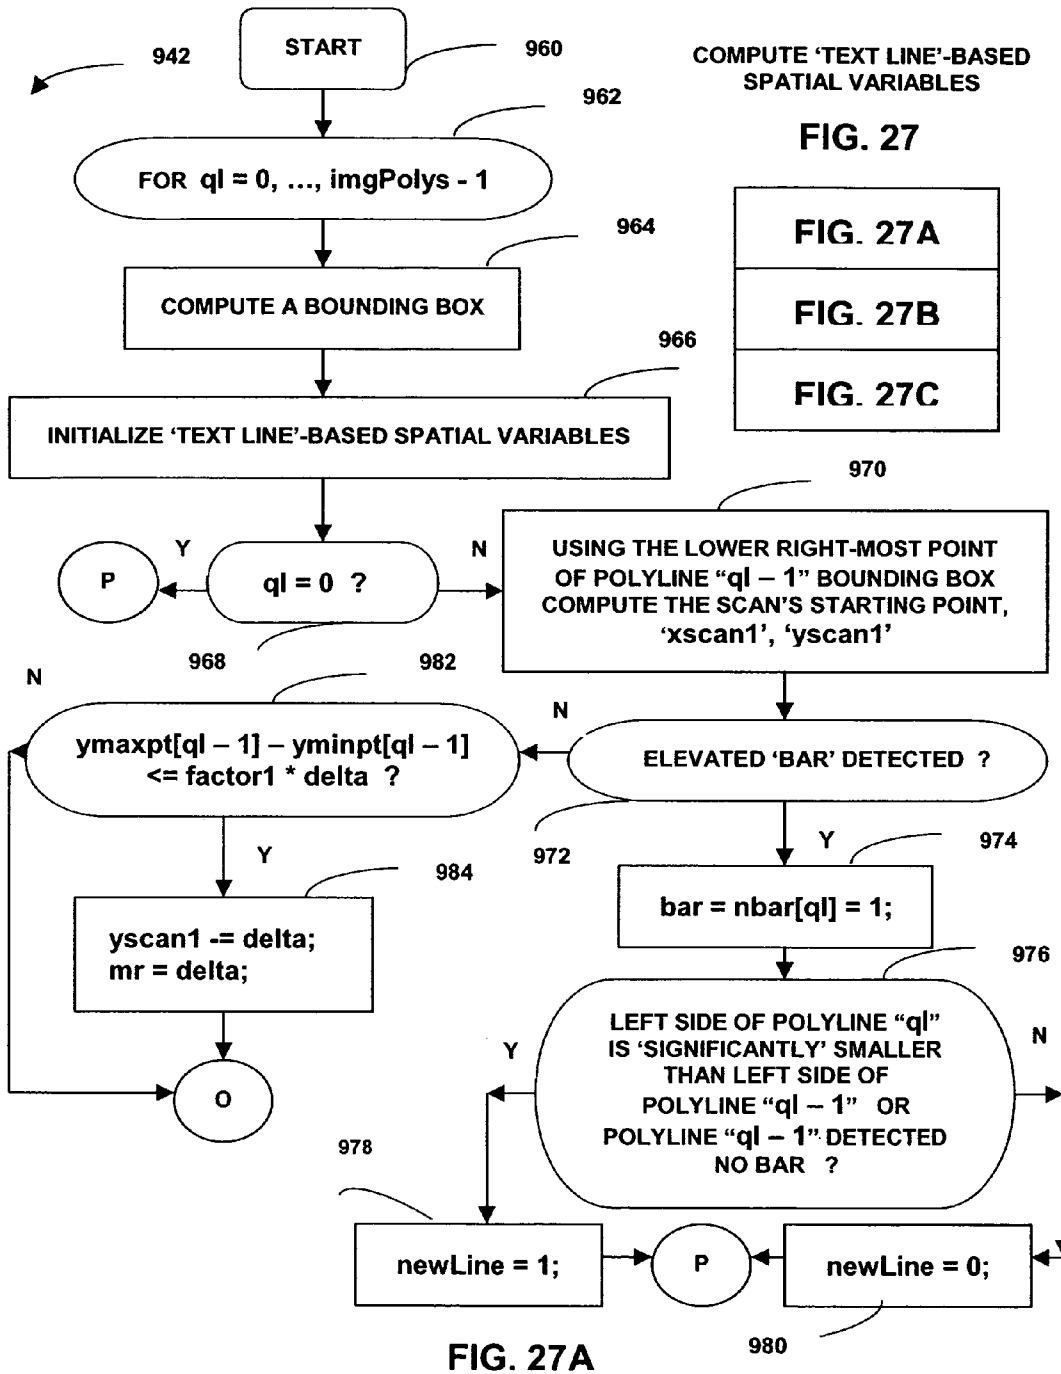 942
START
960
COMPUTE ‘TEXT LINE’-BASED
SPATIAL VARIABLES
FIG. 27
FIG. 27A
FIG. 27B
FIG. 27C
962
FOR ql = 0, ..., imgPolys - 1
964
COMPUTE A BOUNDING BOX
966
INITIALIZE ‘TEXT LINE’-BASED SPATIAL VARIABLES
970
P
Y
ql = 0 ?
N
USING THE LOWER RIGHT-MOST POINT
OF POLYLINE “ql – 1” BOUNDING BOX
COMPUTE THE SCAN’S STARTING POINT,
‘xscan1’, ‘yscan1’
968
982
N
ymaxpt[ql – 1] – yminpt[ql – 1]
<= factor1 * delta ?
N
ELEVATED ‘BAR’ DETECTED ?
972
Y
974
Y
984
bar = nbar[ql] = 1;
yscan1 -= delta;
mr = delta;
976
O
Y
LEFT SIDE OF POLYLINE “ql”
IS ‘SIGNIFICANTLY’ SMALLER
THAN LEFT SIDE OF
POLYLINE “ql – 1” OR
POLYLINE “ql – 1” DETECTED
NO BAR ?
N
978
newLine = 1;
P
newLine = 0;
980
FIG. 27A